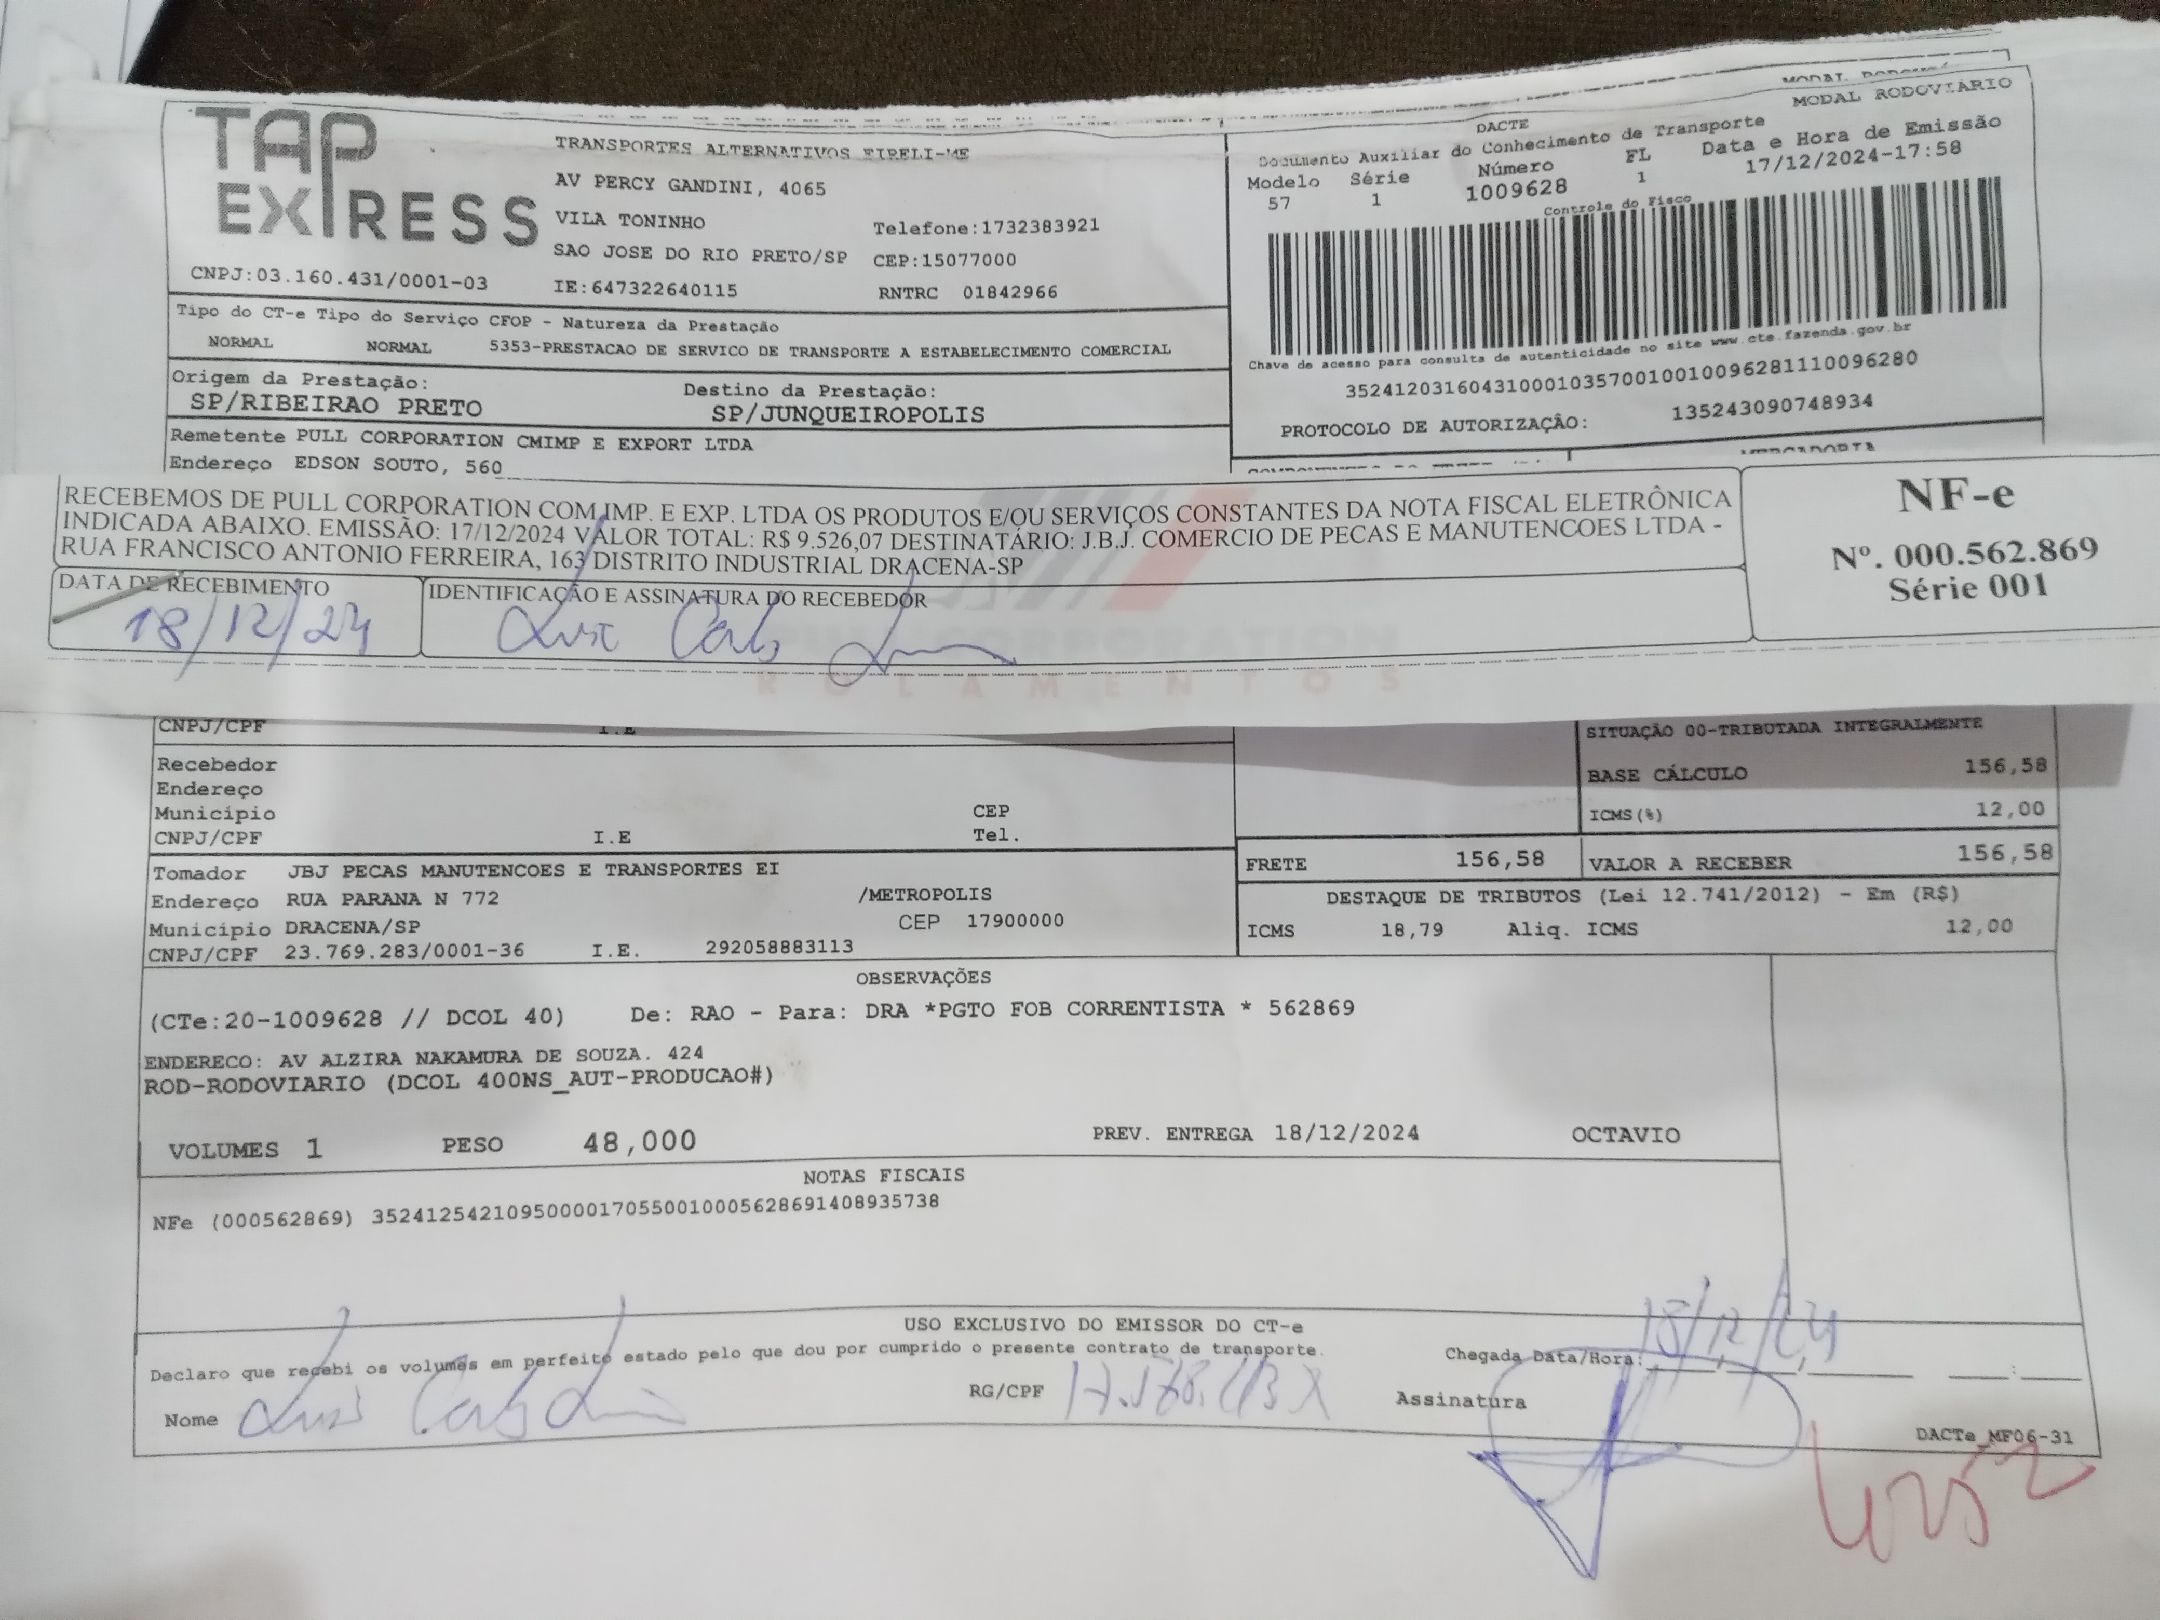 MODAL RODOVIÁRIO
TAP EXPRESS
TRANSPORTES ALTERNATIVOS EIRELI-ME
AV PERCY GANDINI, 4065
VILA TONINHO
Telefone:1732383921
SAO JOSE DO RIO PRETO/SP CEP:15077000
CNPJ:03.160.431/0001-03 IE:647322640115 RNTRC 01842966
DACTE
Documento Auxiliar do Conhecimento de Transporte
Modelo Série Número FL Data e Hora de Emissão
57 1 1009628 1 17/12/2024-17:58
Controle do Fisco
Chave de acesso para consulta de autenticidade no site www.cte.fazenda.gov.br
35241203160431000103570010010096281110096280
PROTOCOLO DE AUTORIZAÇÂO: 135243090748934
Tipo do CT-e Tipo do Serviço CFOP - Natureza da Prestação
NORMAL NORMAL 5353-PRESTACAO DE SERVICO DE TRANSPORTE A ESTABELECIMENTO COMERCIAL
Origem da Prestação: Destino da Prestação:
SP/RIBEIRAO PRETO SP/JUNQUEIROPOLIS
Remetente PULL CORPORATION CMIMP E EXPORT LTDA
Endereço EDSON SOUTO, 560
RECEBEMOS DE PULL CORPORATION COM.IMP. E EXP. LTDA OS PRODUTOS E/OU SERVIÇOS CONSTANTES DA NOTA FISCAL ELETRÔNICA
INDICADA ABAIXO. EMISSÃO: 17/12/2024 VALOR TOTAL: R$ 9.526,07 DESTINATÁRIO: J.B.J. COMERCIO DE PECAS E MANUTENCOES LTDA -
RUA FRANCISCO ANTONIO FERREIRA, 163 DISTRITO INDUSTRIAL DRACENA-SP
NF-e
Nº. 000.562.869
Série 001
DATA DE RECEBIMENTO IDENTIFICAÇÃO E ASSINATURA DO RECEBEDOR
18/12/24
ROLAMENTOS
CNPJ/CPF I.E
SITUAÇÃO 00-TRIBUTADA INTEGRALMENTE
BASE CÁLCULO 156,58
ICMS(%) 12,00
Recebedor
Endereço
Município CEP
CNPJ/CPF I.E Tel.
FRETE 156,58 VALOR A RECEBER 156,58
Tomador JBJ PECAS MANUTENCOES E TRANSPORTES EI
Endereço RUA PARANA N 772 /METROPOLIS
Município DRACENA/SP CEP 17900000
CNPJ/CPF 23.769.283/0001-36 I.E. 292058883113
DESTAQUE DE TRIBUTOS (Lei 12.741/2012) - Em (R$)
ICMS 18,79 Aliq. ICMS 12,00
OBSERVAÇÕES
(CTe:20-1009628 // DCOL 40) De: RAO - Para: DRA *PGTO FOB CORRENTISTA * 562869
ENDERECO: AV ALZIRA NAKAMURA DE SOUZA. 424
ROD-RODOVIARIO (DCOL 400NS_AUT-PRODUCAO#)
VOLUMES 1 PESO 48,000 PREV. ENTREGA 18/12/2024 OCTAVIO
NOTAS FISCAIS
NFe (000562869) 35241254210950000170550010005628691408935738
USO EXCLUSIVO DO EMISSOR DO CT-e
Declaro que recebi os volumes em perfeito estado pelo que dou por cumprido o presente contrato de transporte.
Chegada Data/Hora: 18/12/24
Nome
RG/CPF
Assinatura
DACTe_MF06-31